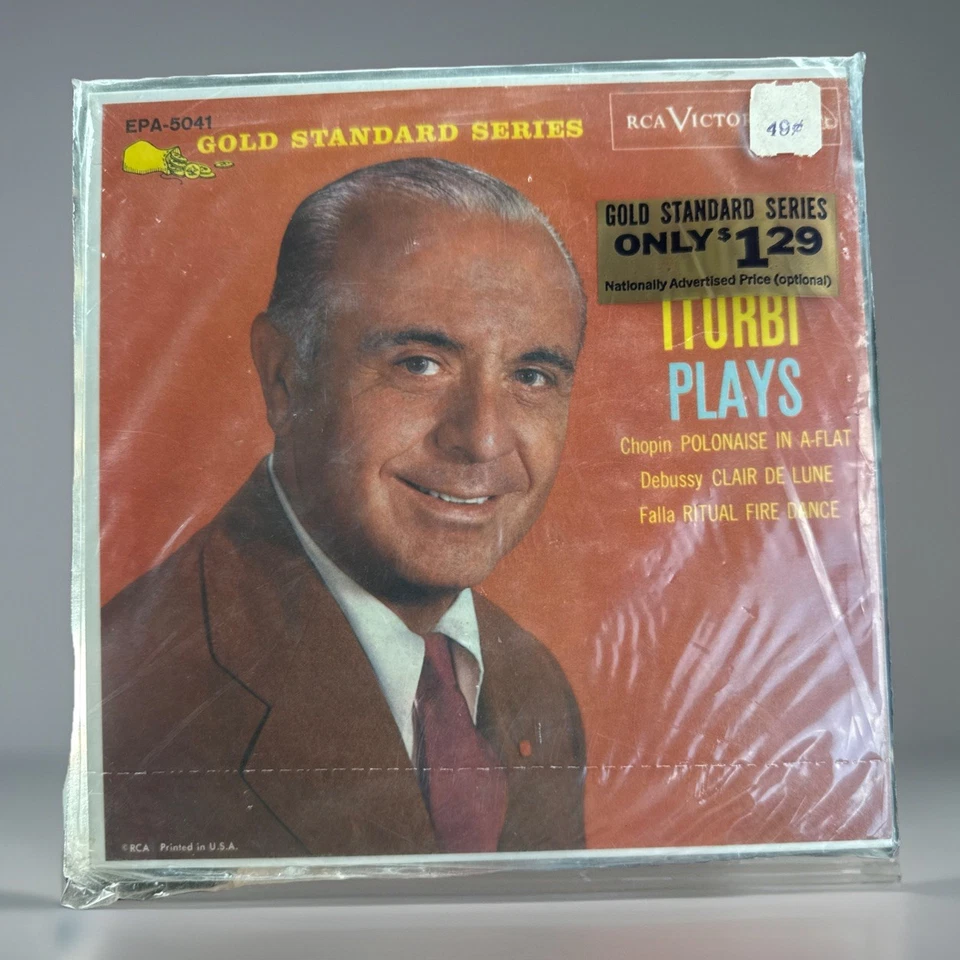 EPA-5041
GOLD STANDARD SERIES
RCA VICTOR
49¢
GOLD STANDARD SERIES
ONLY $1.29
Nationally Advertised Price (optional)
ITURBI
PLAYS
Chopin POLONAISE IN A-FLAT
Debussy CLAIR DE LUNE
Falla RITUAL FIRE DANCE
©RCA Printed in U.S.A.